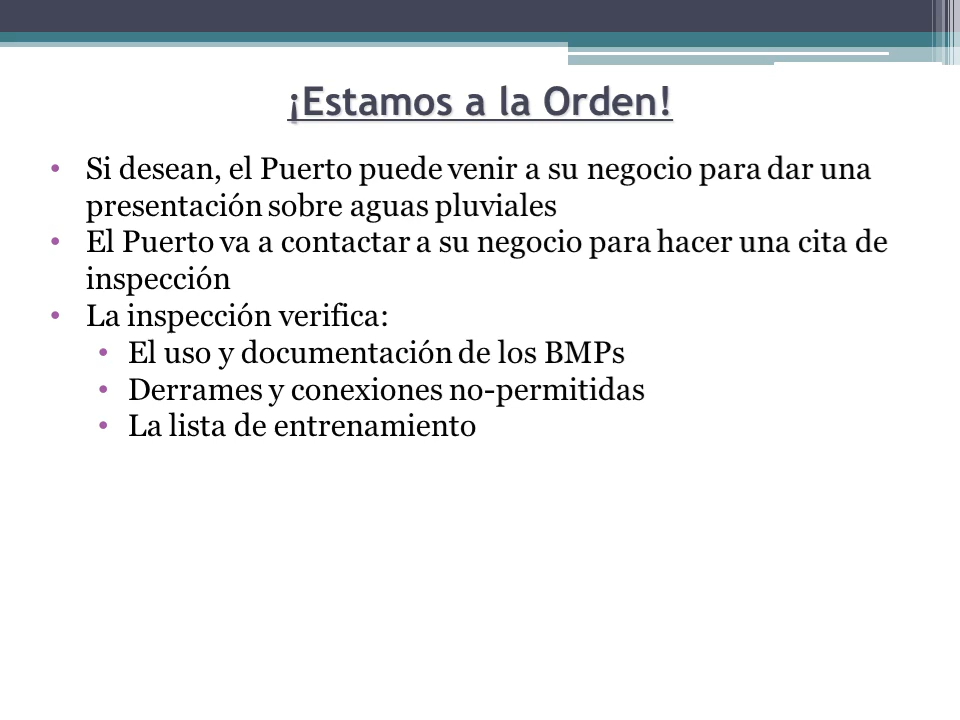 ¡Estamos a la Orden!
• Si desean, el Puerto puede venir a su negocio para dar una
presentación sobre aguas pluviales
• El Puerto va a contactar a su negocio para hacer una cita de
inspección
• La inspección verifica:
• El uso y documentación de los BMPs
• Derrames y conexiones no-permitidas
• La lista de entrenamiento